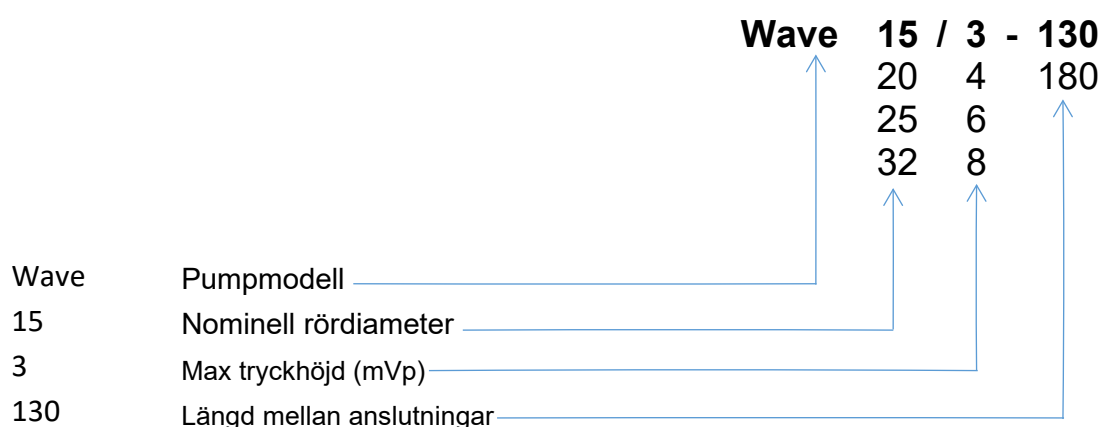 Wave 15 / 3 - 130
20 4 180
25 6
32 8
Wave Pumpmodell
15 Nominell rördiameter
3 Max tryckhöjd (mVp)
130 Längd mellan anslutningar